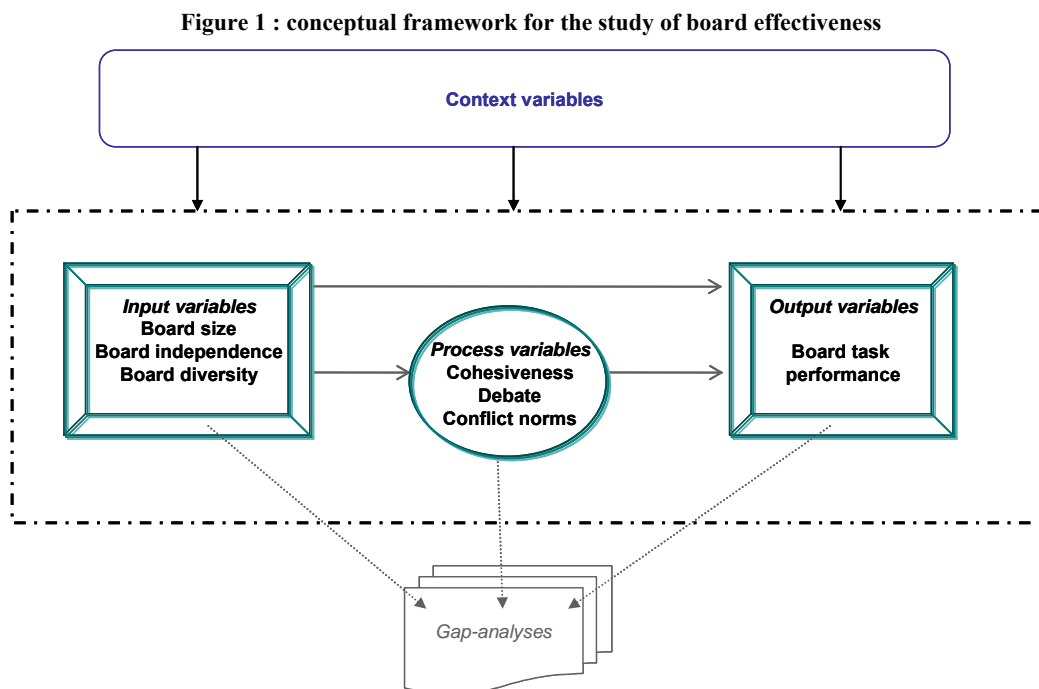 Figure 1 : conceptual framework for the study of board effectiveness
Context variables
Input variables
Board size
Board independence
Board diversity
Process variables
Cohesiveness
Debate
Conflict norms
Output variables
Board task
performance
Gap-analyses